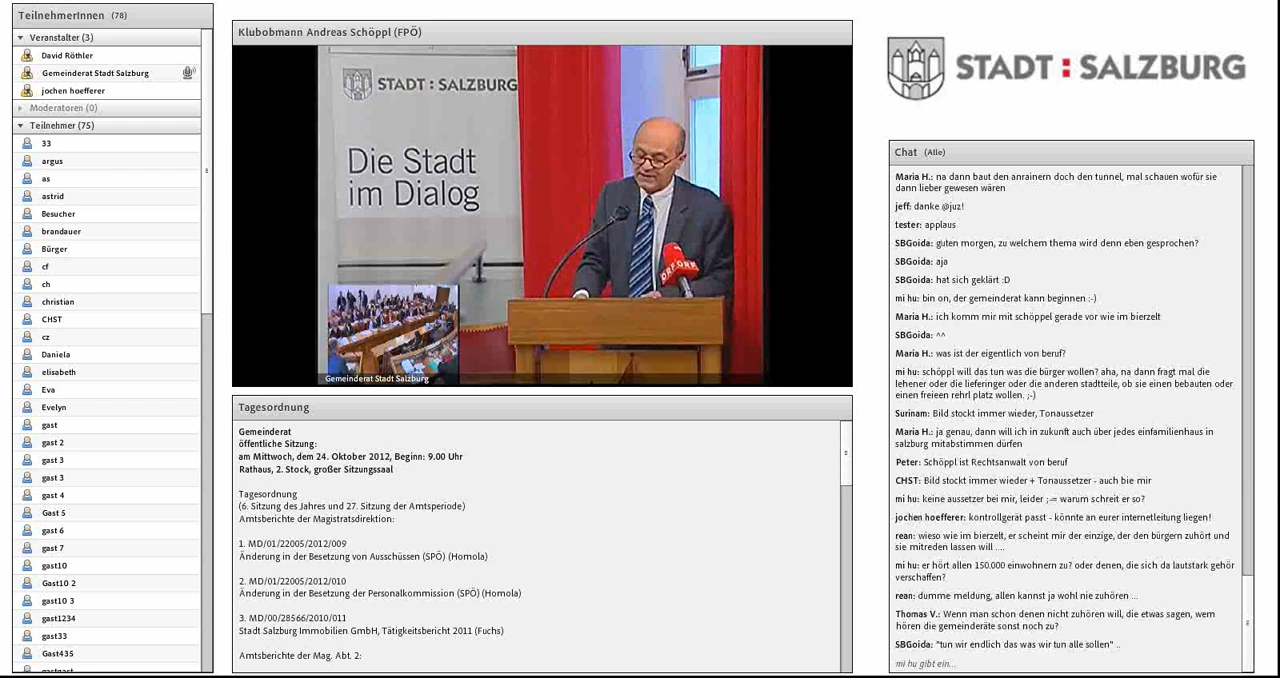 TeilnehmerInnen (78)
Veranstalter (3)
David Röthler
Gemeinderat Stadt Salzburg
jochen hoefferer
Moderatoren (0)
Teilnehmer (75)
33
argus
as
astrid
Besucher
brandauer
Bürger
cf
ch
christian
CHST
cz
Daniela
elisabeth
Eva
Evelyn
gast
gast 2
gast 3
gast 3
gast 4
Gast 5
gast 6
gast 7
gast10
Gast10 2
gast10 3
gast1234
gast33
Gast435
gastgast
Klubobmann Andreas Schöppl (FPÖ)
STADT : SALZBURG
Die Stadt
im Dialog
ORF
Gemeinderat Stadt Salzburg
Tagesordnung
Gemeinderat
öffentliche Sitzung:
am Mittwoch, dem 24. Oktober 2012, Beginn: 9.00 Uhr
Rathaus, 2. Stock, großer Sitzungssaal
Tagesordnung
(6. Sitzung des Jahres und 27. Sitzung der Amtsperiode)
Amtsberichte der Magistratsdirektion:
1. MD/01/22005/2012/009
Änderung in der Besetzung von Ausschüssen (SPÖ) (Homola)
2. MD/01/22005/2012/010
Änderung in der Besetzung der Personalkommission (SPÖ) (Homola)
3. MD/00/28566/2010/011
Stadt Salzburg Immobilien GmbH, Tätigkeitsbericht 2011 (Fuchs)
Amtsberichte der Mag. Abt. 2:
STADT : SALZBURG
Chat (Alle)
Maria H.: na dann baut den anrainern doch den tunnel, mal schauen wofür sie
dann lieber gewesen wären
jeff: danke @juz!
tester: applaus
SBGoida: guten morgen, zu welchem thema wird denn eben gesprochen?
SBGoida: aja
SBGoida: hat sich geklärt :D
mi hu: bin on, der gemeinderat kann beginnen :-)
Maria H.: ich komm mir mit schöppel gerade vor wie im bierzelt
SBGoida: ^^
Maria H.: was ist der eigentlich von beruf?
mi hu: schöppl will das tun was die bürger wollen? aha, na dann fragt mal die
lehener oder die lieferinger oder die anderen stadtteile, ob sie einen bebauten oder
einen freieen rehrl platz wollen. ;-)
Surinam: Bild stockt immer wieder, Tonaussetzer
Maria H.: ja genau, dann will ich in zukunft auch über jedes einfamilienhaus in
salzburg mitabstimmen dürfen
Peter: Schöppl ist Rechtsanwalt von beruf
CHST: Bild stockt immer wieder + Tonaussetzer - auch bie mir
mi hu: keine aussetzer bei mir, leider ;-= warum schreit er so?
jochen hoefferer: kontrollgerät passt - könnte an eurer internetleitung liegen!
rean: wieso wie im bierzelt, er scheint mir der einzige, der den bürgern zuhört und
sie mitreden lassen will ....
mi hu: er hört allen 150.000 einwohnern zu? oder denen, die sich da lautstark gehör
verschaffen?
rean: dumme meldung, allen kannst ja wohl nie zuhören ...
Thomas V.: Wenn man schon denen nicht zuhören will, die etwas sagen, wem
hören die gemeinderäte sonst noch zu?
SBGoida: "tun wir endlich das was wir tun alle sollen" ..
mi hu gibt ein...